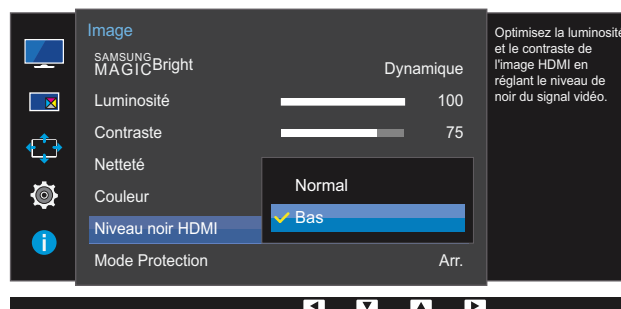 Image
SAMSUNG
MAGICBright Dynamique
Luminosité 100
Contraste 75
Netteté
Couleur
Niveau noir HDMI
Mode Protection Arr.
Normal
Bas
Optimisez la luminosité
et le contraste de
l'image HDMI en
réglant le niveau de
noir du signal vidéo.